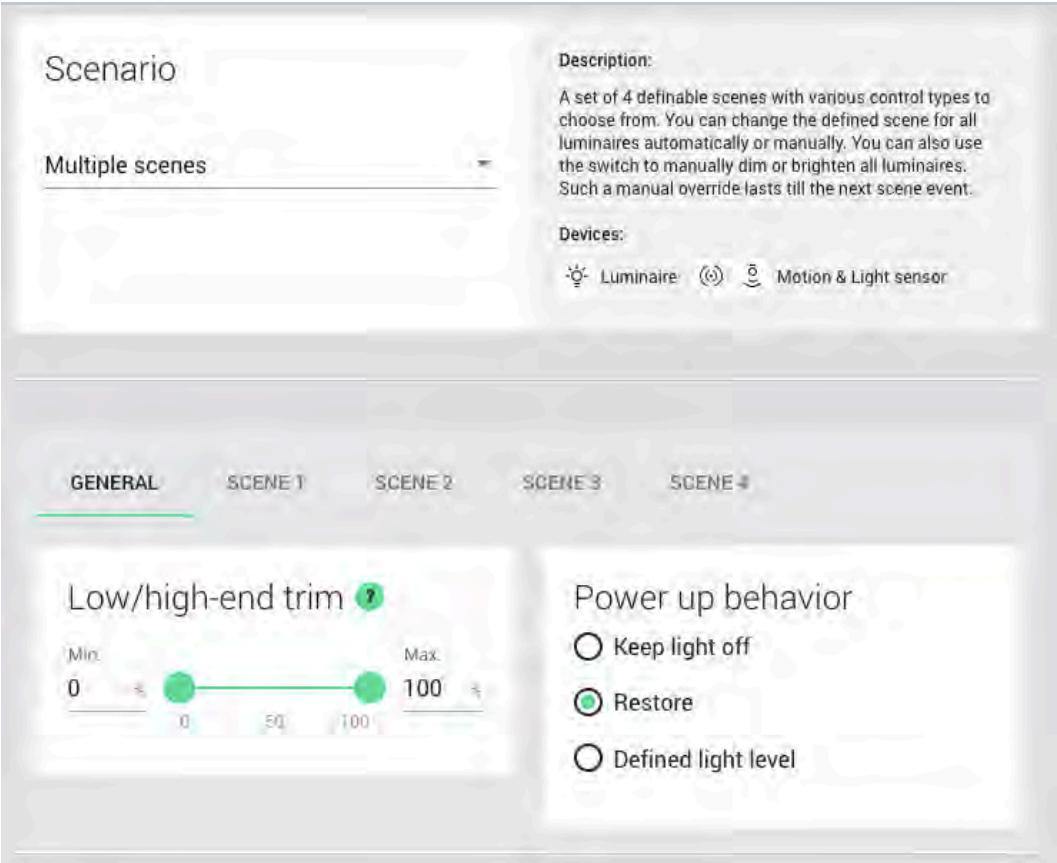 Scenario
Multiple scenes
Description:
A set of 4 definable scenes with various control types to
choose from. You can change the defined scene for all
luminaires automatically or manually. You can also use
the switch to manually dim or brighten all luminaires.
Such a manual override lasts till the next scene event.
Devices:
Luminaire Motion & Light sensor
GENERAL SCENE 1 SCENE 2 SCENE 3 SCENE 4
Low/high-end trim ?
Min. Max.
0 % 100 %
0 50 100
Power up behavior
Keep light off
Restore
Defined light level